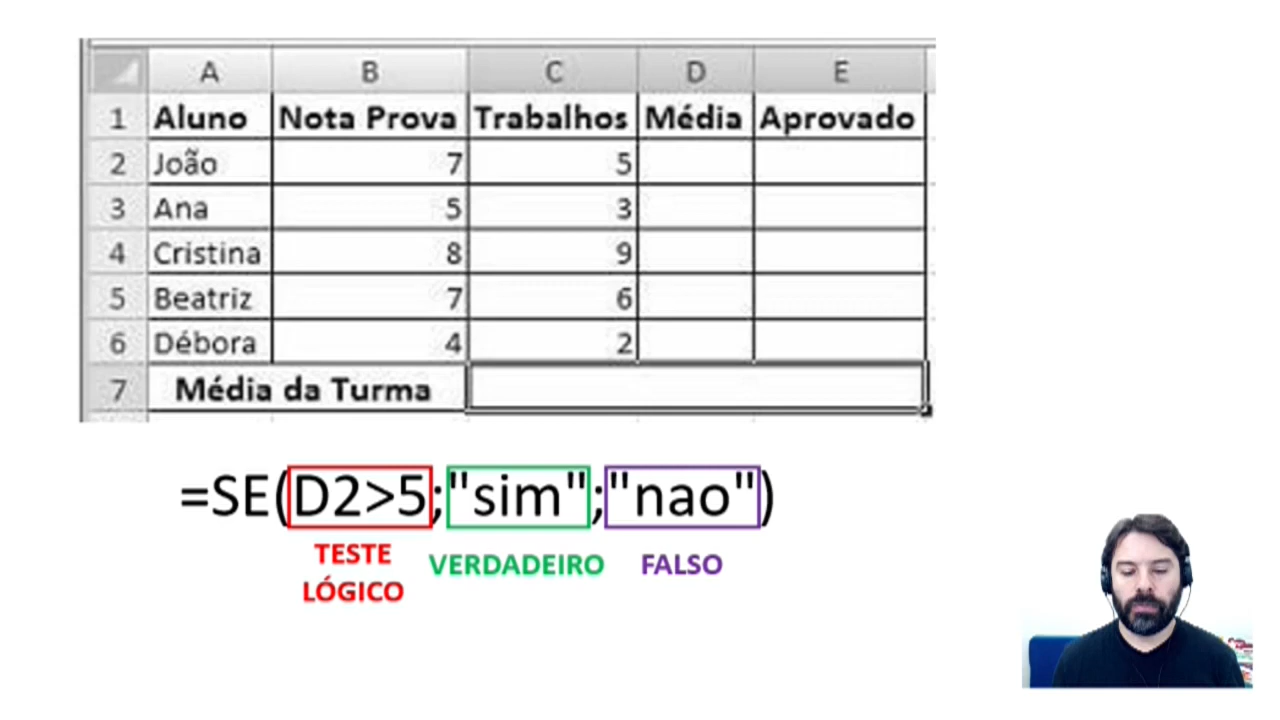 A B C D E
1 Aluno Nota Prova Trabalhos Média Aprovado
2 João 7 5
3 Ana 5 3
4 Cristina 8 9
5 Beatriz 7 6
6 Débora 4 2
7 Média da Turma
=SE(D2>5;"sim";"nao")
TESTE VERDADEIRO FALSO
LÓGICO